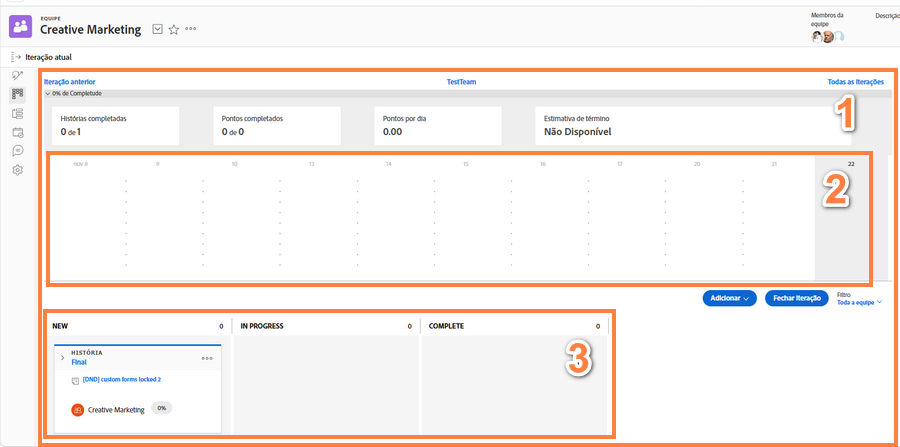 EQUIPE
Creative Marketing
Membros da
equipe
Descrição
Iteração atual
Iteração anterior
TestTeam
Todas as Iterações
0% de Completude
Histórias completadas
0 de 1
Pontos completados
0 de 0
Pontos por dia
0.00
Estimativa de término
Não Disponível
1
nov 8 9 10 13 14 15 16 17 20 21 22
2
Adicionar
Fechar Iteração
Filtro
Toda a equipe
NEW 0
IN PROGRESS 0
COMPLETE 0
HISTÓRIA
Final
[DND] custom forms locked 2
Creative Marketing 0%
3